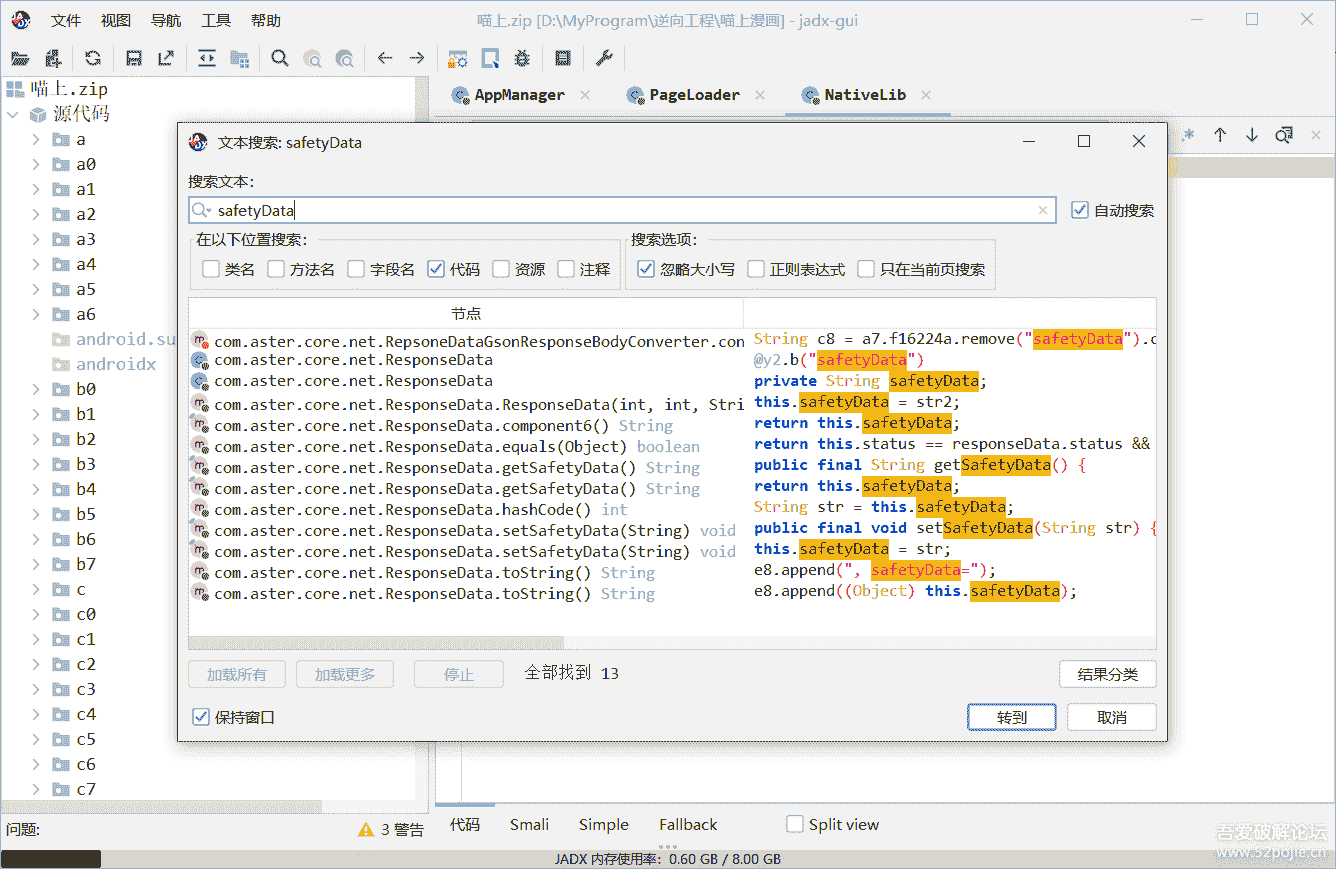 文件 视图 导航 工具 帮助 喵上.zip [D:\MyProgram\逆向工程\喵上漫画] - jadx-gui
喵上.zip
源代码
a
a0
a1
a2
a3
a4
a5
a6
android.su
androidx
b0
b1
b2
b3
b4
b5
b6
b7
c
c0
c1
c2
c3
c4
c5
c6
c7
AppManager PageLoader NativeLib
文本搜索: safetyData
搜索文本:
safetyData 自动搜索
在以下位置搜索: 搜索选项:
类名 方法名 字段名 代码 资源 注释 忽略大小写 正则表达式 只在当前页搜索
节点
com.aster.core.net.RepsoneDataGsonResponseBodyConverter.con String c8 = a7.f16224a.remove("safetyData").c
com.aster.core.net.ResponseData @y2.b("safetyData")
com.aster.core.net.ResponseData private String safetyData;
com.aster.core.net.ResponseData.ResponseData(int, int, Stri this.safetyData = str2;
com.aster.core.net.ResponseData.component6() String return this.safetyData;
com.aster.core.net.ResponseData.equals(Object) boolean return this.status == responseData.status &&
com.aster.core.net.ResponseData.getSafetyData() String public final String getSafetyData() {
com.aster.core.net.ResponseData.getSafetyData() String return this.safetyData;
com.aster.core.net.ResponseData.hashCode() int String str = this.safetyData;
com.aster.core.net.ResponseData.setSafetyData(String) void public final void setSafetyData(String str) {
com.aster.core.net.ResponseData.setSafetyData(String) void this.safetyData = str;
com.aster.core.net.ResponseData.toString() String e8.append(", safetyData=");
com.aster.core.net.ResponseData.toString() String e8.append((Object) this.safetyData);
加载所有 加载更多 停止 全部找到 13 结果分类
保持窗口 转到 取消
问题: 3 警告 代码 Smali Simple Fallback Split view
JADX 内存使用率: 0.60 GB / 8.00 GB
吾爱破解论坛
www.52pojie.cn